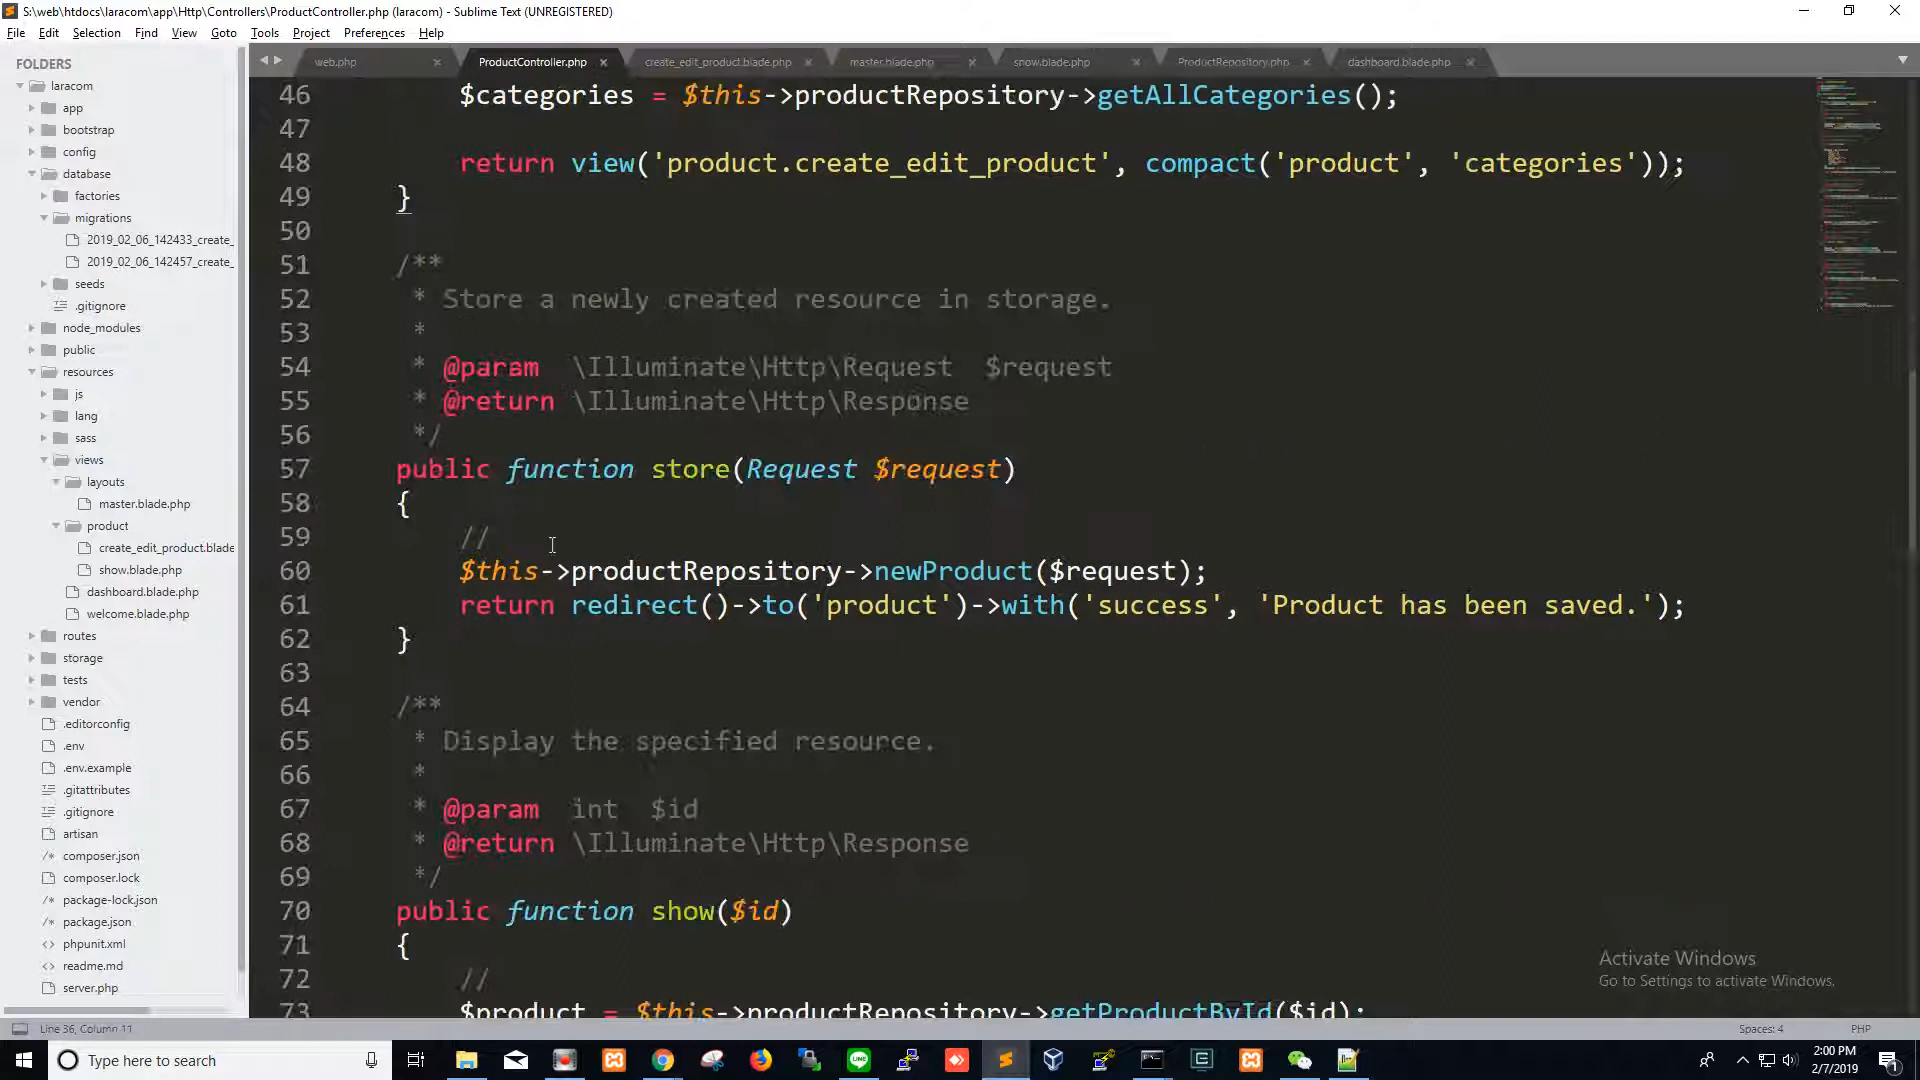 S:\web\htdocs\laracom\app\Http\Controllers\ProductController.php (laracom) - Sublime Text (UNREGISTERED)
File Edit Selection Find View Goto Tools Project Preferences Help
FOLDERS
laracom
app
bootstrap
config
database
factories
migrations
2019_02_06_142433_create_
2019_02_06_142457_create_
seeds
.gitignore
node_modules
public
resources
js
lang
sass
views
layouts
master.blade.php
product
create_edit_product.blade
show.blade.php
dashboard.blade.php
welcome.blade.php
routes
storage
tests
vendor
.editorconfig
.env
.env.example
.gitattributes
.gitignore
artisan
composer.json
composer.lock
package-lock.json
package.json
phpunit.xml
readme.md
server.php
web.php ProductController.php create_edit_product.blade.php master.blade.php show.blade.php ProductRepository.php dashboard.blade.php
46 $categories = $this->productRepository->getAllCategories();
47
48 return view('product.create_edit_product', compact('product', 'categories'));
49 }
50
51 /**
52 * Store a newly created resource in storage.
53 *
54 * @param \Illuminate\Http\Request $request
55 * @return \Illuminate\Http\Response
56 */
57 public function store(Request $request)
58 {
59 //
60 $this->productRepository->newProduct($request);
61 return redirect()->to('product')->with('success', 'Product has been saved.');
62 }
63
64 /**
65 * Display the specified resource.
66 *
67 * @param int $id
68 * @return \Illuminate\Http\Response
69 */
70 public function show($id)
71 {
72 //
73 $product = $this->productRepository->getProductById($id);
Activate Windows
Go to Settings to activate Windows.
Line 36, Column 11
Spaces: 4 PHP
Type here to search
2:00 PM
2/7/2019